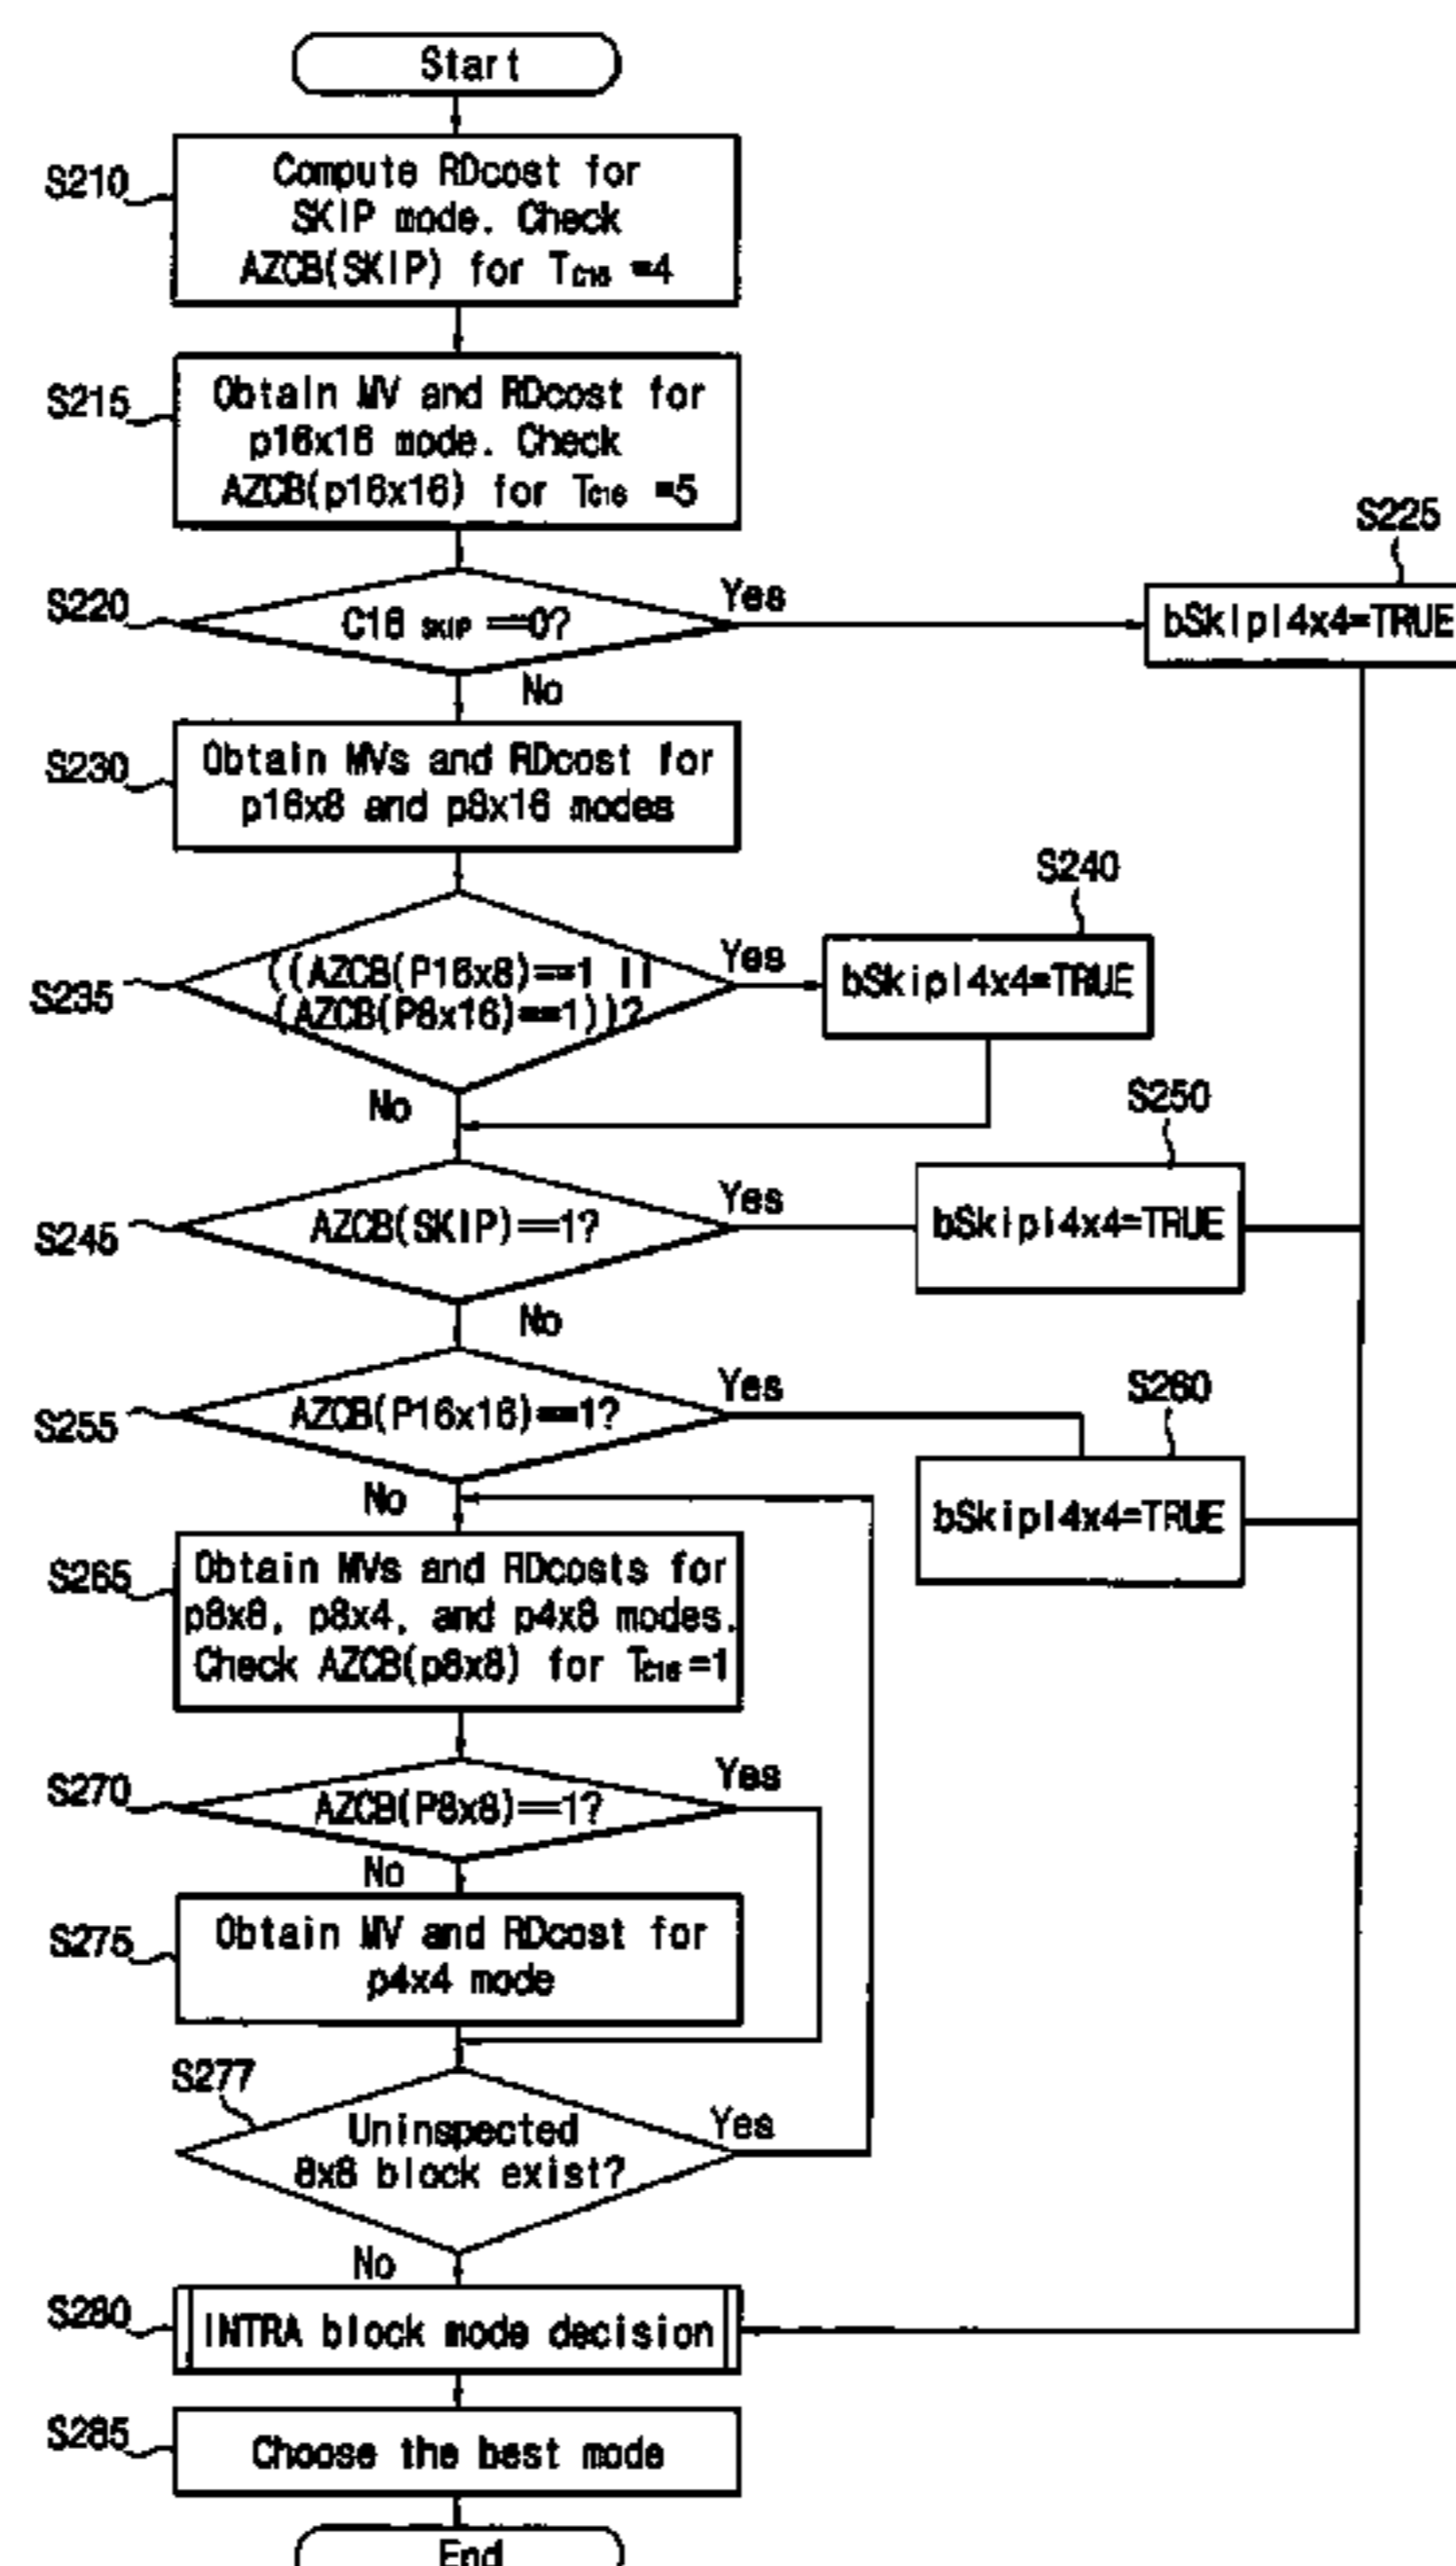 Start
S210
Compute RDcost for
SKIP mode. Check
AZCB(SKIP) for TC16 =4
S215
Obtain MV and RDcost for
p16x16 mode. Check
AZCB(p16x16) for TC16 =5
S220
C16 SKIP ==0?
Yes
S225
bSkipI4x4=TRUE
No
S230
Obtain MVs and RDcost for
p16x8 and p8x16 modes
S235
((AZCB(P16x8)==1 ||
(AZCB(P8x16)==1))?
Yes
S240
bSkipI4x4=TRUE
No
S245
AZCB(SKIP)==1?
Yes
S250
bSkipI4x4=TRUE
No
S255
AZCB(P16x16)==1?
Yes
S260
bSkipI4x4=TRUE
No
S265
Obtain MVs and RDcosts for
p8x8, p8x4, and p4x8 modes.
Check AZCB(p8x8) for TC16=1
S270
AZCB(P8x8)==1?
Yes
No
S275
Obtain MV and RDcost for
p4x4 mode
S277
Uninspected
8x8 block exist?
Yes
No
S280
INTRA block mode decision
S285
Choose the best mode
End